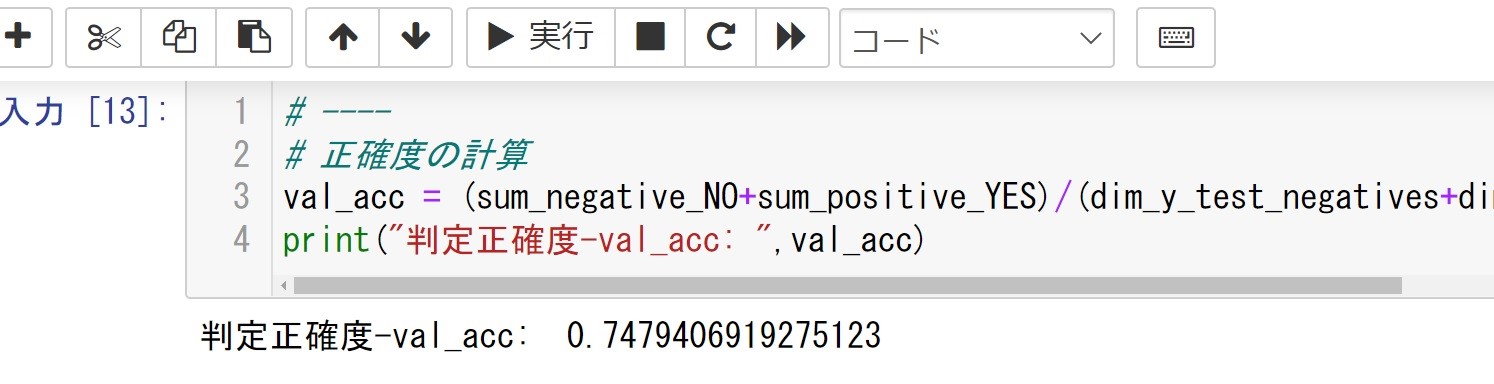 実行
コード
入力 [13]:
1 # ----
2 # 正確度の計算
3 val_acc = (sum_negative_NO+sum_positive_YES)/(dim_y_test_negatives+di
4 print("判定正確度-val_acc: ",val_acc)
判定正確度-val_acc:  0.7479406919275123